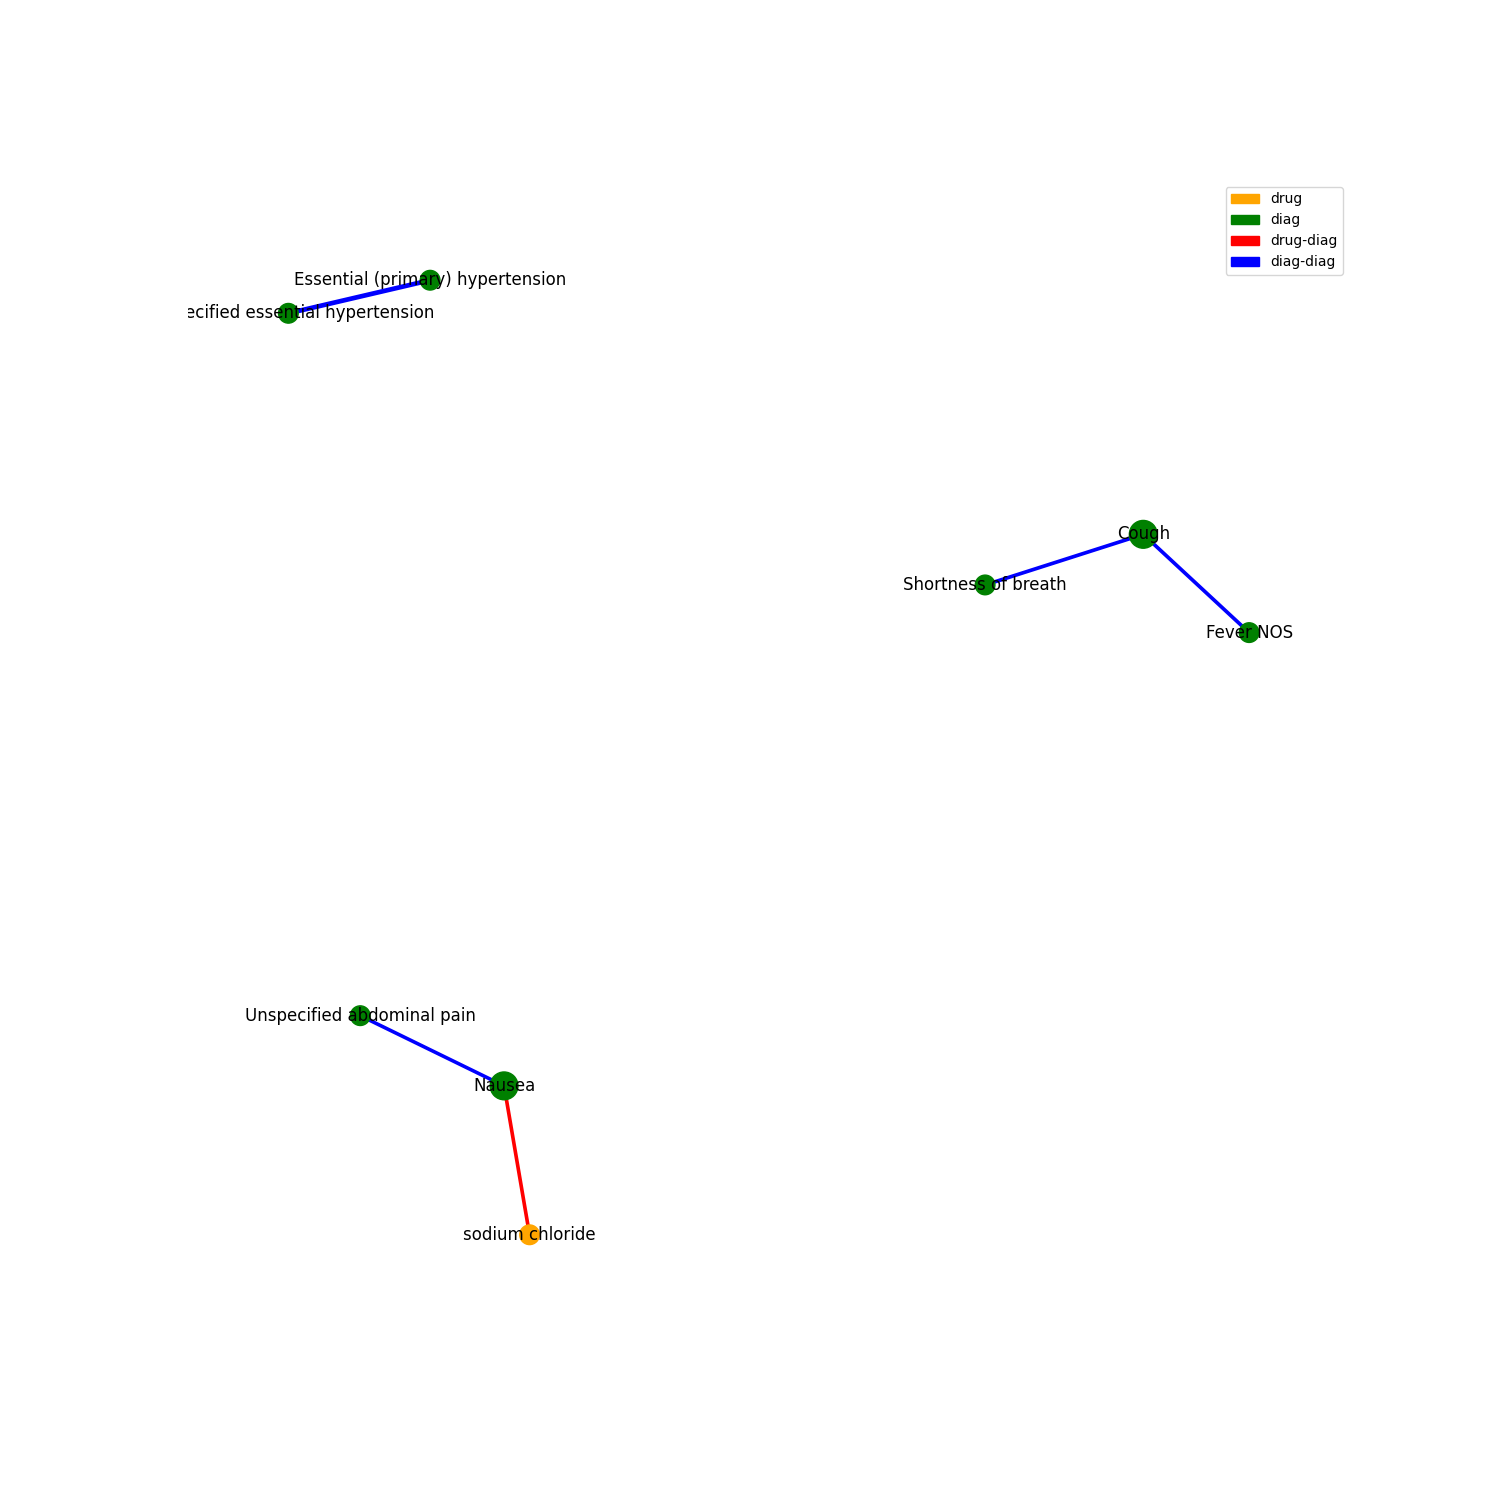 drug
diag
drug-diag
diag-diag
Essential (primary) hypertension
ecified essential hypertension
Cough
Shortness of breath
Fever NOS
Unspecified abdominal pain
Nausea
sodium chloride